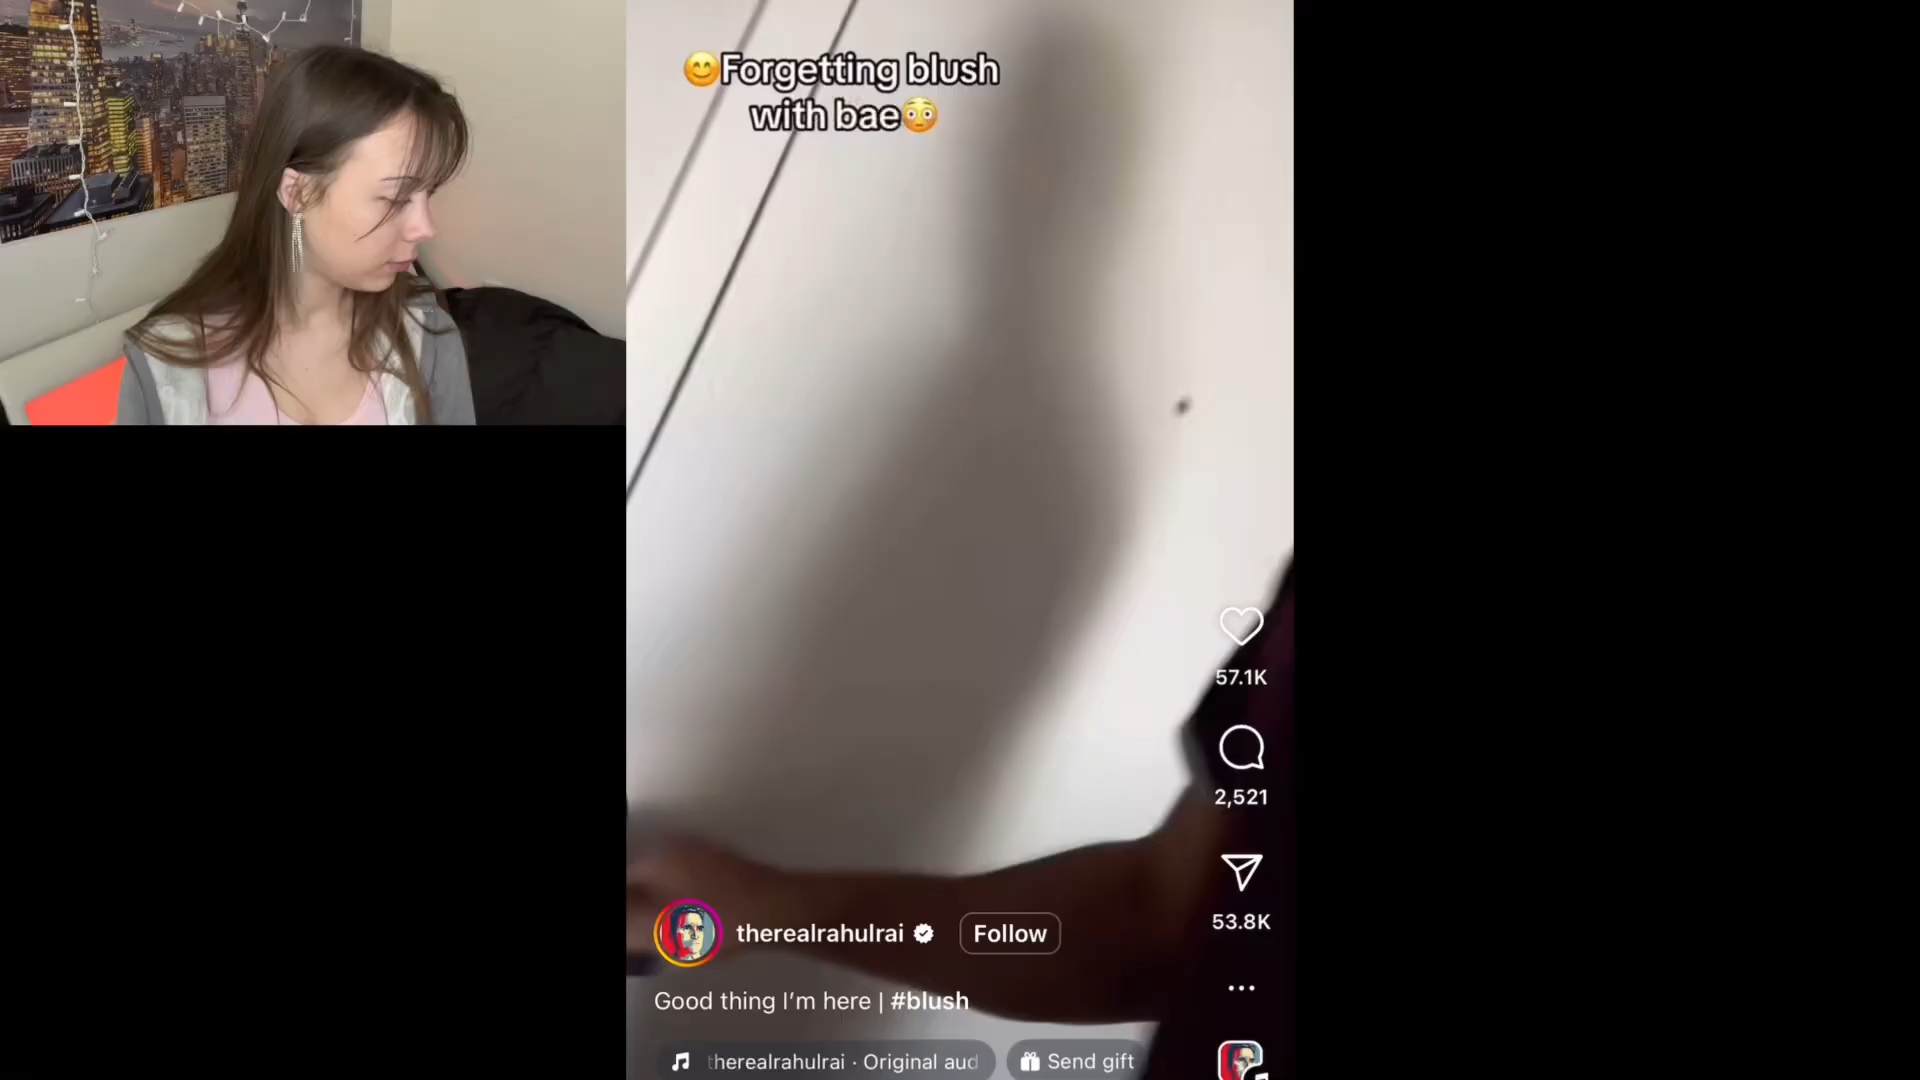 😊Forgetting blush
with bae😳
57.1K
2,521
53.8K
therealrahulrai
Follow
Good thing I’m here | #blush
therealrahulrai · Original aud
Send gift